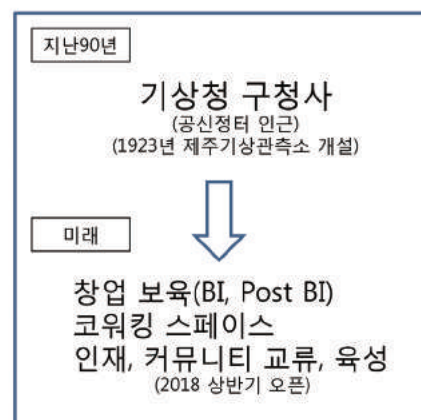 지난90년
기상청 구청사
(공신정터 인근)
(1923년 제주기상관측소 개설)
미래
창업 보육(BI, Post BI)
코워킹 스페이스
인재, 커뮤니티 교류, 육성
(2018 상반기 오픈)